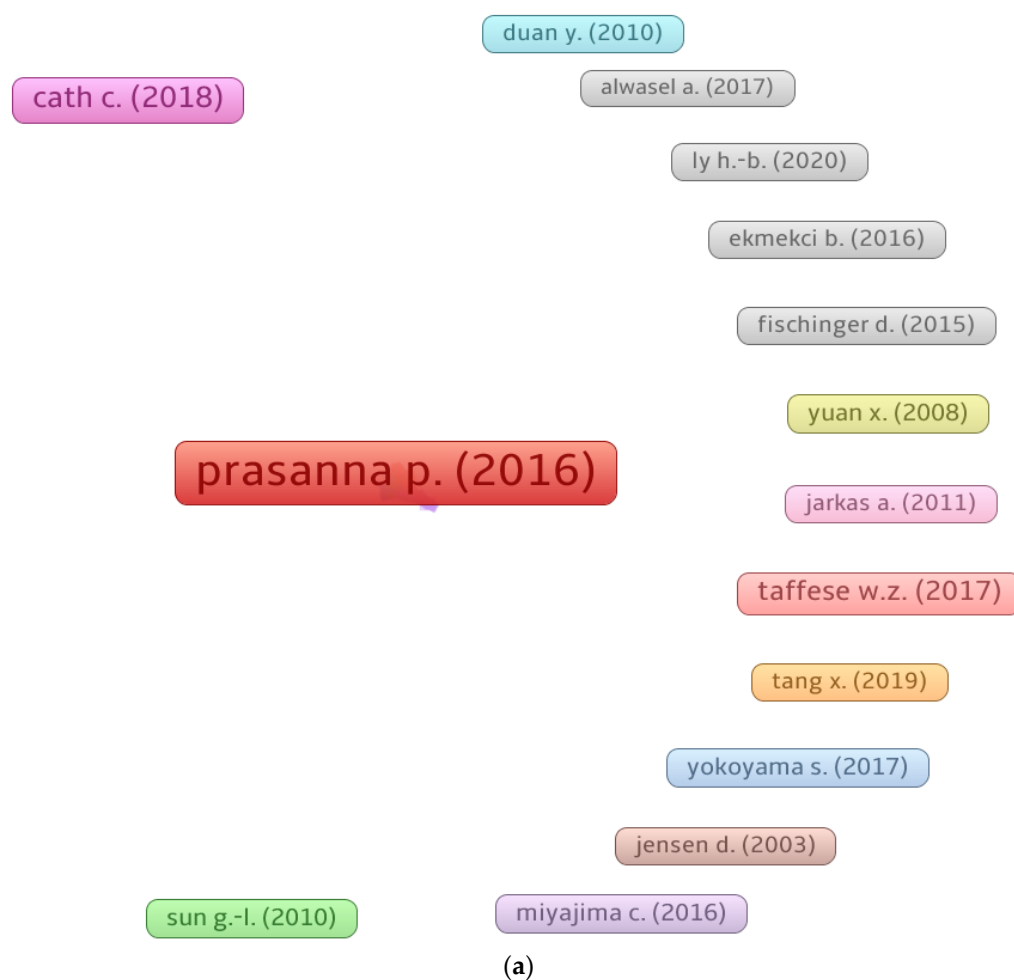 duan y. (2010)
alwasel a. (2017)
cath c. (2018)
ly h.-b. (2020)
ekmekci b. (2016)
fischinger d. (2015)
yuan x. (2008)
prasanna p. (2016)
jarkas a. (2011)
taffese w.z. (2017)
tang x. (2019)
yokoyama s. (2017)
jensen d. (2003)
sun g.-l. (2010)
miyajima c. (2016)
(a)